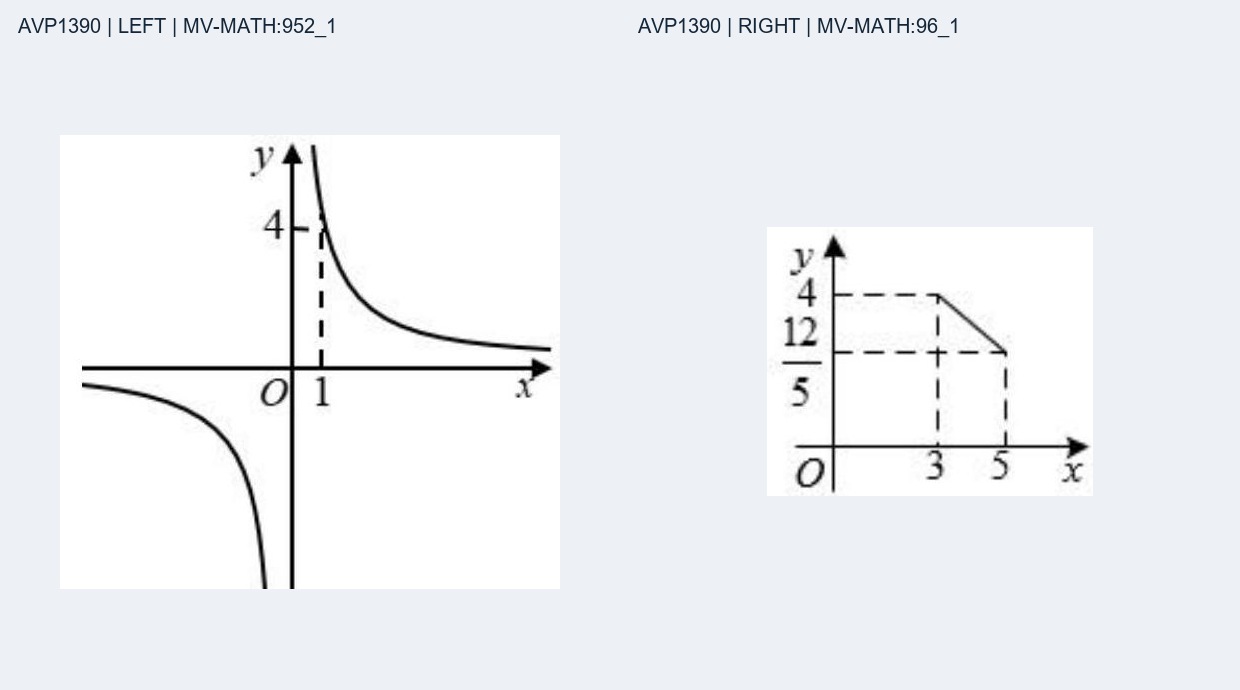 AVP1390 | LEFT | MV-MATH:952_1
AVP1390 | RIGHT | MV-MATH:96_1
y
4
O
1
x
y
4
12
5
O
3
5
x